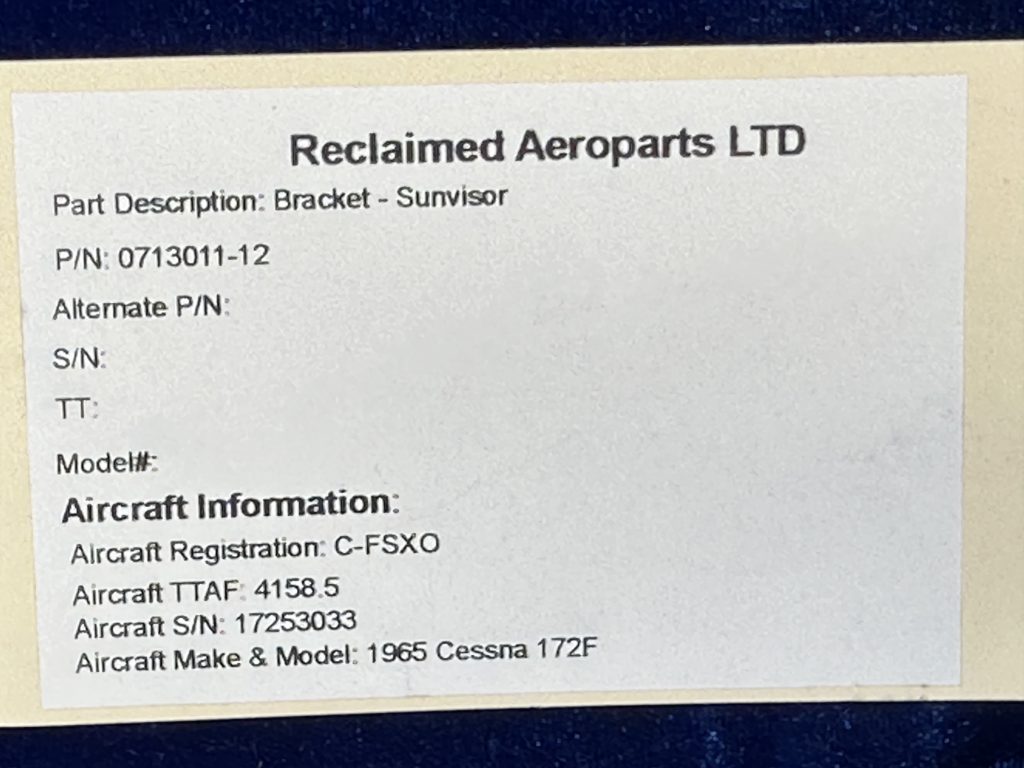 Reclaimed Aeroparts LTD
Part Description: Bracket - Sunvisor
P/N: 0713011-12
Alternate P/N:
S/N:
TT:
Model#:
Aircraft Information:
Aircraft Registration: C-FSXO
Aircraft TTAF: 4158.5
Aircraft S/N: 17253033
Aircraft Make & Model: 1965 Cessna 172F